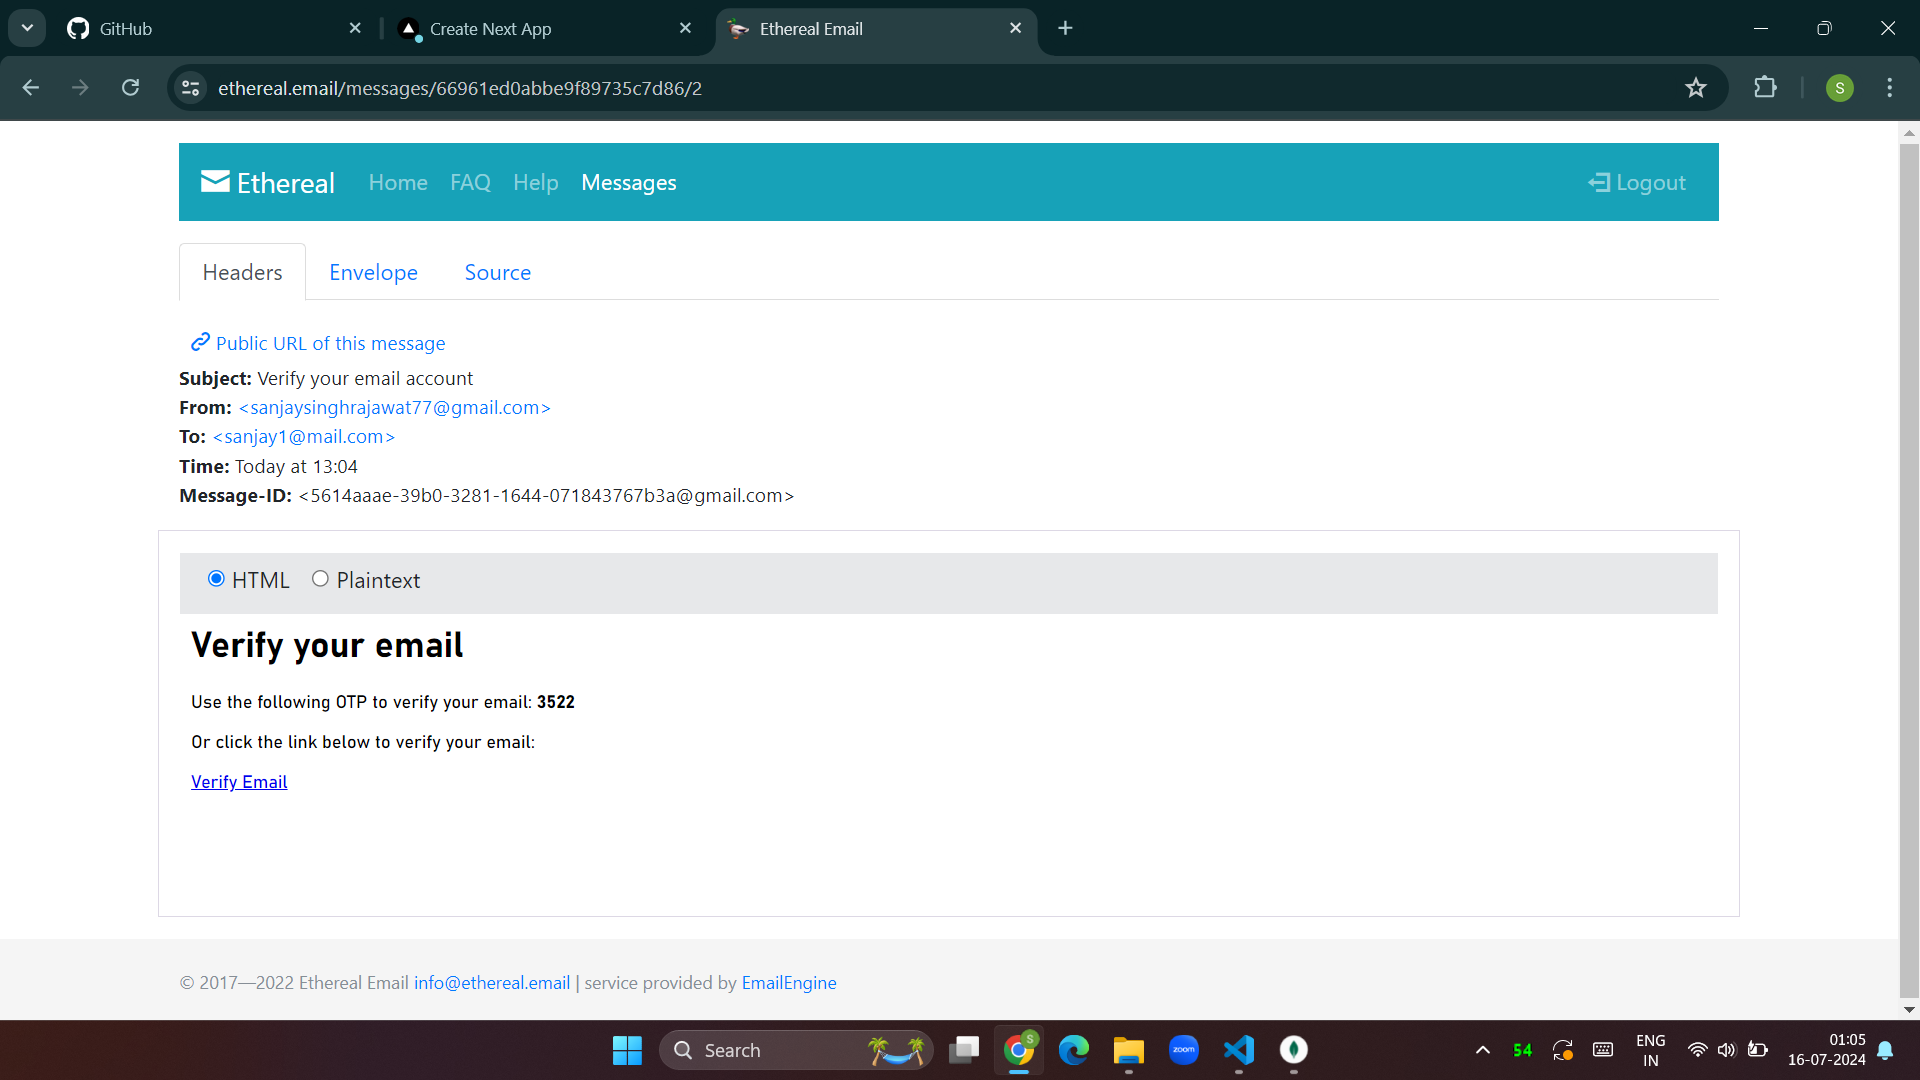 GitHub
Create Next App
Ethereal Email
ethereal.email/messages/66961ed0abbe9f89735c7d86/2
S
Ethereal Home FAQ Help Messages Logout
Headers Envelope Source
Public URL of this message
Subject: Verify your email account
From: <sanjaysinghrajawat77@gmail.com>
To: <sanjay1@mail.com>
Time: Today at 13:04
Message-ID: <5614aaae-39b0-3281-1644-071843767b3a@gmail.com>
HTML Plaintext
Verify your email
Use the following OTP to verify your email: 3522
Or click the link below to verify your email:
Verify Email
© 2017—2022 Ethereal Email info@ethereal.email | service provided by EmailEngine
Search
S
zoom
54
ENG
IN
01:05
16-07-2024